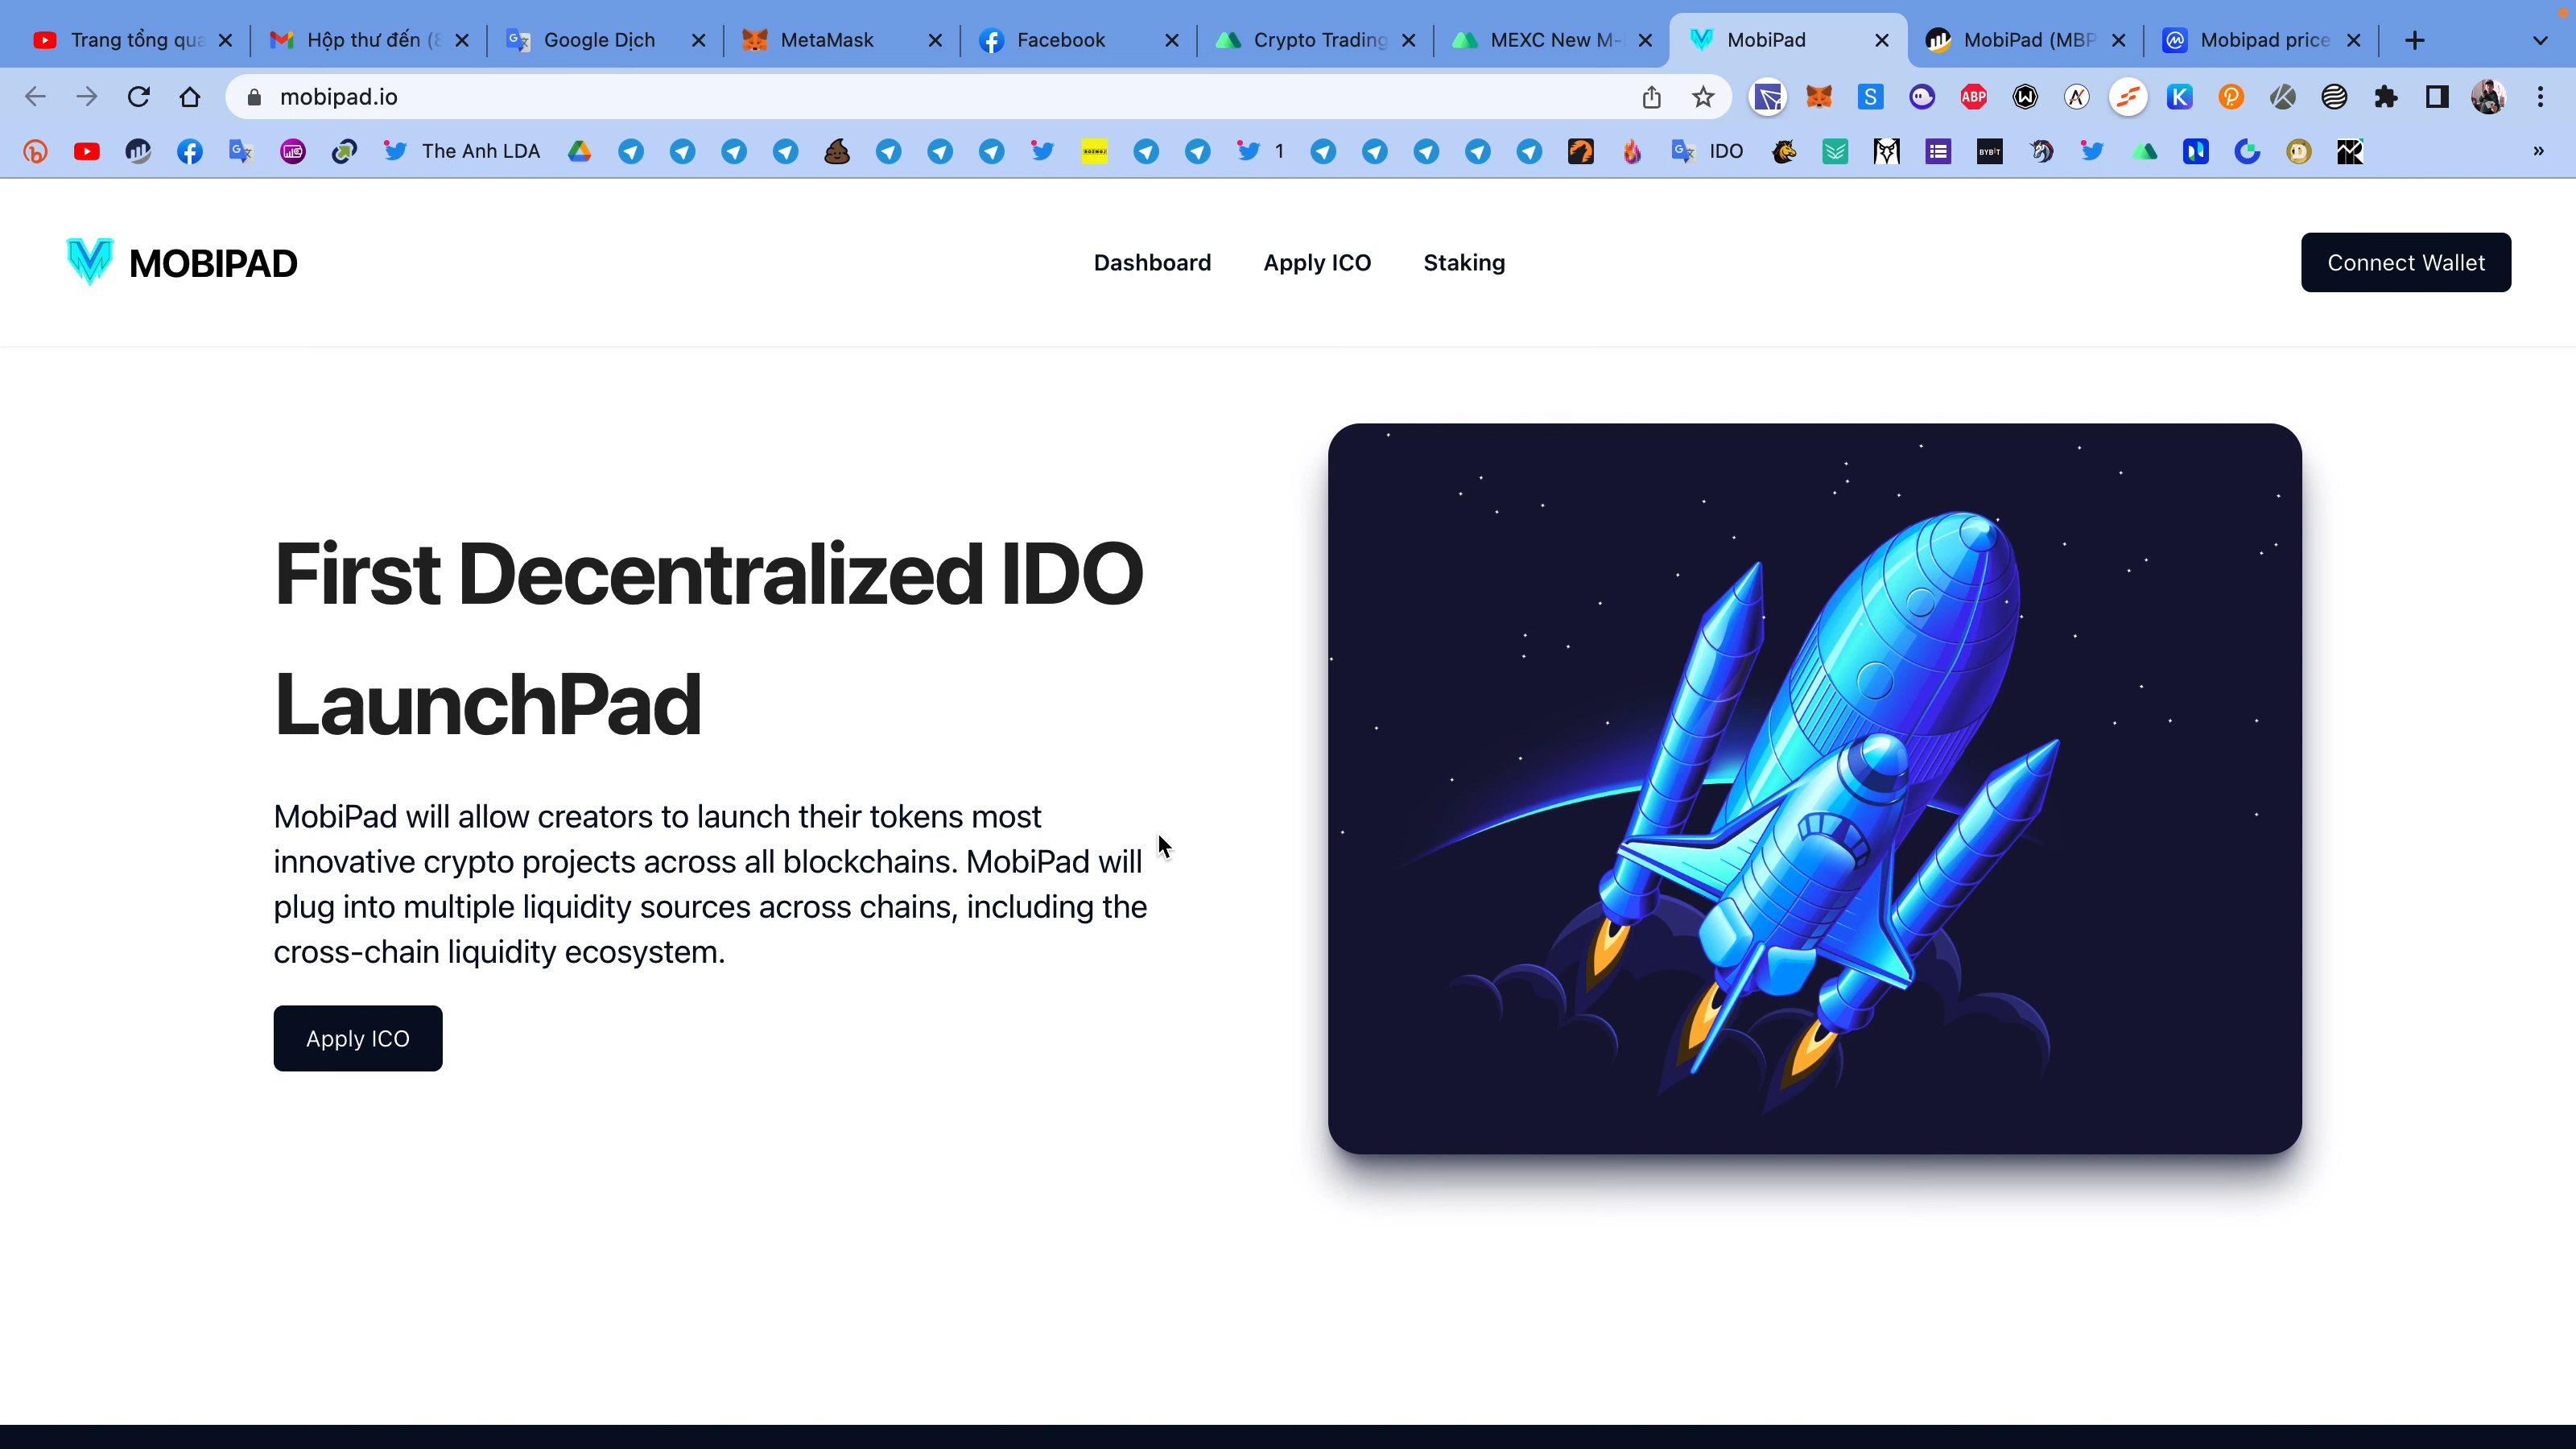 Trang tổng qua
Hộp thư đến (8
Google Dịch
MetaMask
Facebook
Crypto Trading
MEXC New M-
MobiPad
MobiPad (MBP
Mobipad price
mobipad.io
The Anh LDA
1
IDO
MOBIPAD
Dashboard
Apply ICO
Staking
Connect Wallet
First Decentralized IDO
LaunchPad
MobiPad will allow creators to launch their tokens most
innovative crypto projects across all blockchains. MobiPad will
plug into multiple liquidity sources across chains, including the
cross-chain liquidity ecosystem.
Apply ICO